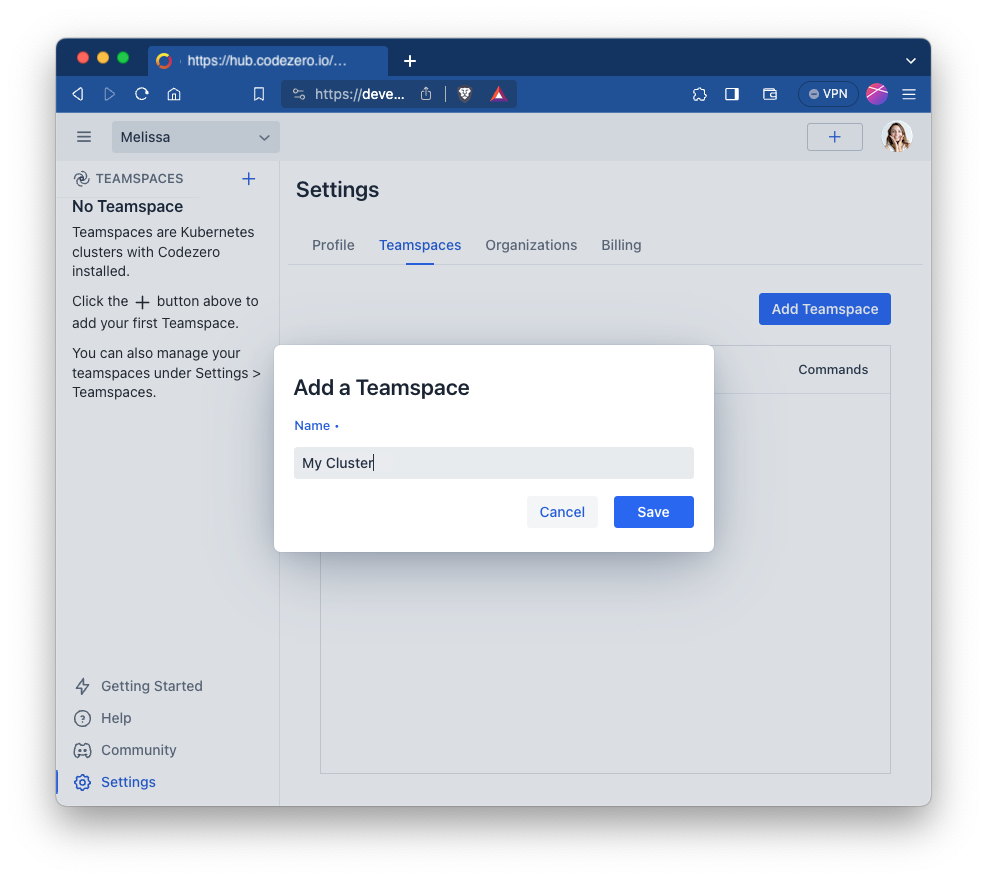 https://hub.codezero.io/...
https://deve...
VPN
Melissa
TEAMSPACES
No Teamspace
Teamspaces are Kubernetes
clusters with Codezero
installed.
Click the + button above to
add your first Teamspace.
You can also manage your
teamspaces under Settings >
Teamspaces.
Getting Started
Help
Community
Settings
Settings
Profile Teamspaces Organizations Billing
Add Teamspace
Commands
Add a Teamspace
Name •
My Cluster
Cancel Save